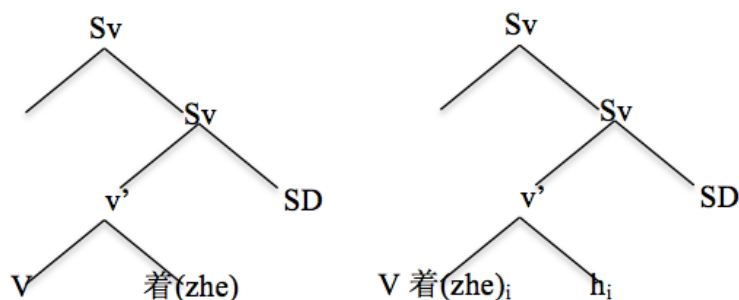 Sv Sv
Sv Sv
v’ SD v’ SD
V 着(zhe) V 着(zhe)ᵢ hᵢ